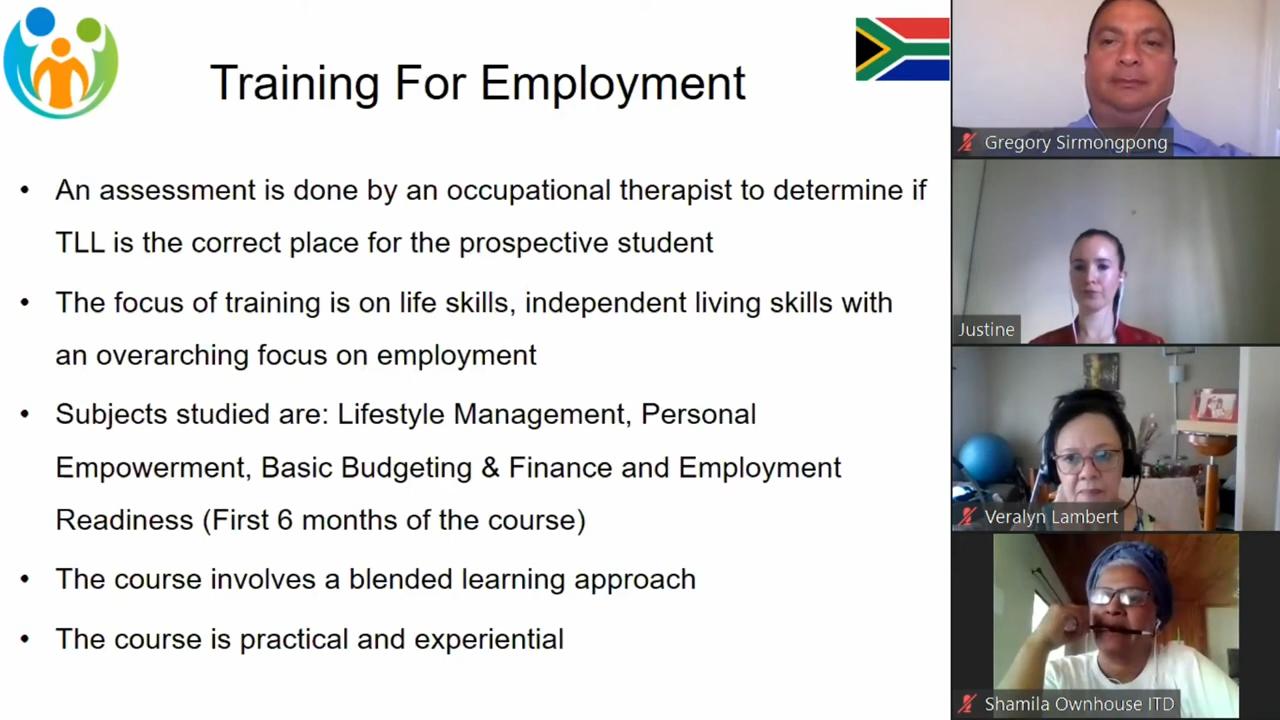 Training For Employment
• An assessment is done by an occupational therapist to determine if
TLL is the correct place for the prospective student
• The focus of training is on life skills, independent living skills with
an overarching focus on employment
• Subjects studied are: Lifestyle Management, Personal
Empowerment, Basic Budgeting & Finance and Employment
Readiness (First 6 months of the course)
• The course involves a blended learning approach
• The course is practical and experiential
Gregory Sirmongpong
Justine
Veralyn Lambert
Shamila Ownhouse ITD